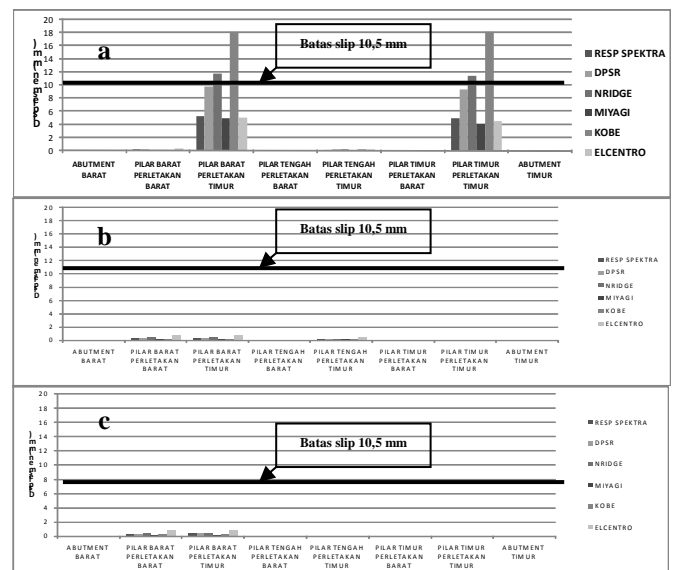 a
Batas slip 10,5 mm
20
18
16
14
12
10
8
6
4
2
0
RESP SPEKTRA
DPSR
NRIDGE
MIYAGI
KOBE
ELCENTRO
ABUTMENT BARAT
PILAR BARAT PERLETAKAN BARAT
PILAR BARAT PERLETAKAN TIMUR
PILAR TENGAH PERLETAKAN BARAT
PILAR TENGAH PERLETAKAN TIMUR
PILAR TIMUR PERLETAKAN BARAT
PILAR TIMUR PERLETAKAN TIMUR
ABUTMENT TIMUR
b
Batas slip 10,5 mm
20
18
16
14
12
10
8
6
4
2
0
RESP SPEKTRA
DPSR
NRIDGE
MIYAGI
KOBE
ELCENTRO
ABUTMENT BARAT
PILAR BARAT PERLETAKAN BARAT
PILAR BARAT PERLETAKAN TIMUR
PILAR TENGAH PERLETAKAN BARAT
PILAR TENGAH PERLETAKAN TIMUR
PILAR TIMUR PERLETAKAN BARAT
PILAR TIMUR PERLETAKAN TIMUR
ABUTMENT TIMUR
c
Batas slip 10,5 mm
20
18
16
14
12
10
8
6
4
2
0
RESP SPEKTRA
DPSR
NRIDGE
MIYAGI
KOBE
ELCENTRO
ABUTMENT BARAT
PILAR BARAT PERLETAKAN BARAT
PILAR BARAT PERLETAKAN TIMUR
PILAR TENGAH PERLETAKAN BARAT
PILAR TENGAH PERLETAKAN TIMUR
PILAR TIMUR PERLETAKAN BARAT
PILAR TIMUR PERLETAKAN TIMUR
ABUTMENT TIMUR